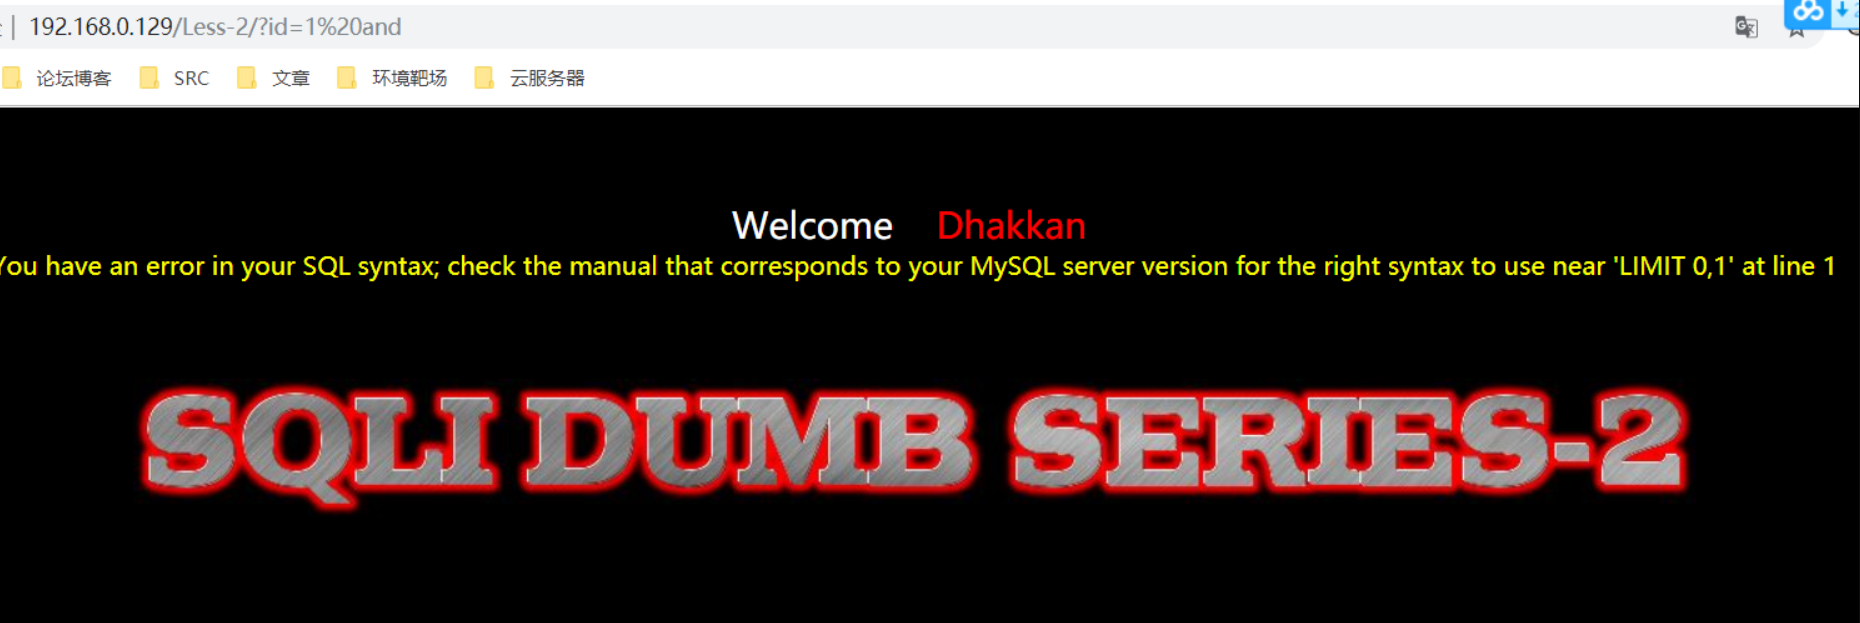 192.168.0.129/Less-2/?id=1%20and
论坛博客 SRC 文章 环境靶场 云服务器
Welcome Dhakkan
You have an error in your SQL syntax; check the manual that corresponds to your MySQL server version for the right syntax to use near 'LIMIT 0,1' at line 1
SQLI DUMB SERIES-2